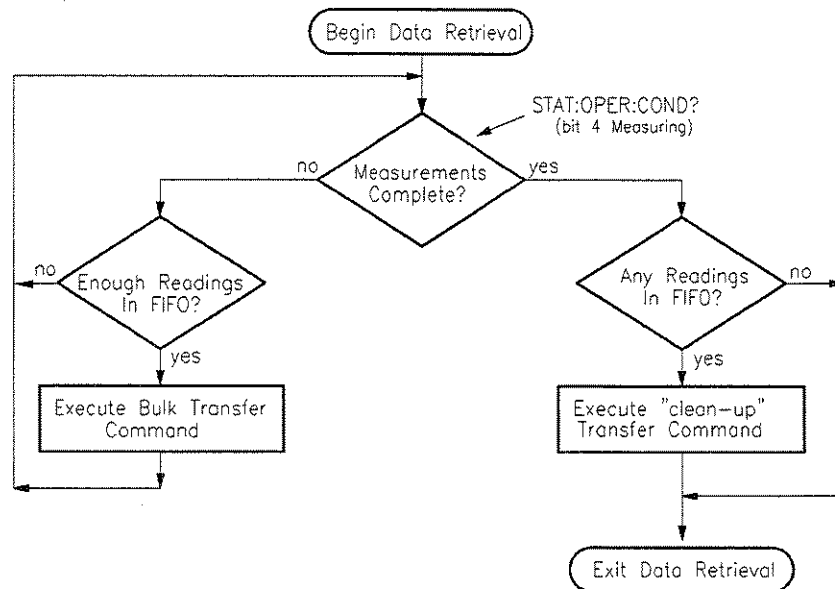 Begin Data Retrieval
STAT:OPER:COND?
(bit 4 Measuring)
no
Measurements
Complete?
yes
no
Enough Readings
In FIFO?
Any Readings
In FIFO?
no
yes
yes
Execute Bulk Transfer
Command
Execute "clean-up"
Transfer Command
Exit Data Retrieval